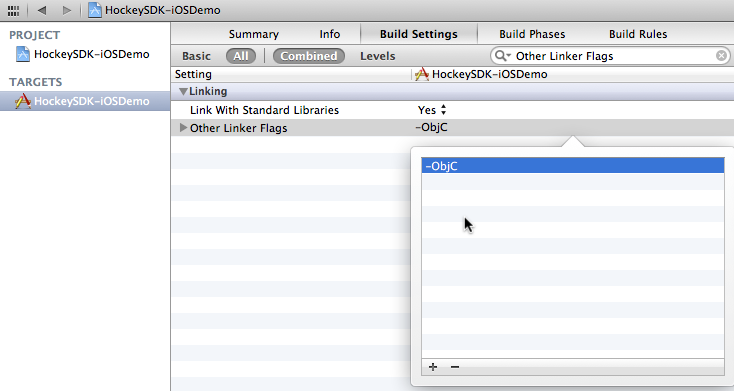 HockeySDK-iOSDemo
PROJECT
HockeySDK-iOSDemo
TARGETS
HockeySDK-iOSDemo
Summary Info Build Settings Build Phases Build Rules
Basic All Combined Levels Other Linker Flags
Setting HockeySDK-iOSDemo
Linking
Link With Standard Libraries Yes
Other Linker Flags -ObjC
-ObjC